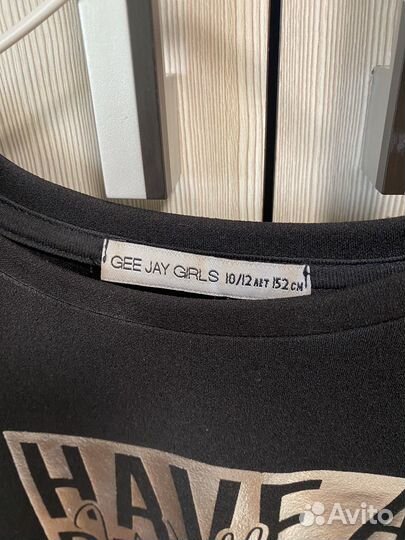 GEE JAY GIRLS 10/12 ЛЕТ 152 СМ
HAVE A
Avito